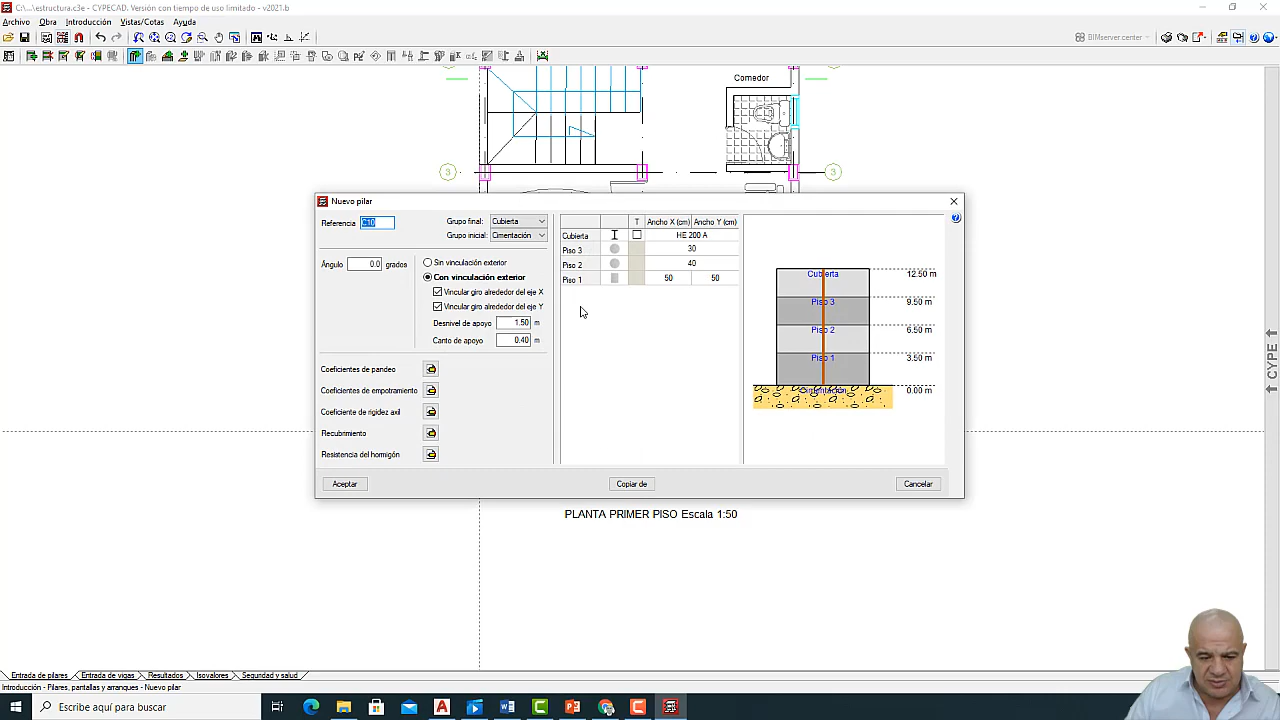 C:\...\estructura.c3e - CYPECAD. Versión con tiempo de uso limitado - v2021.b
Archivo Obra Introducción Vistas/Cotas Ayuda
BIMserver.center
Comedor
3 3
Nuevo pilar
Referencia C10 Grupo final: Cubierta
Grupo inicial: Cimentación
Ángulo 0.0 grados
Sin vinculación exterior
Con vinculación exterior
Vincular giro alrededor del eje X
Vincular giro alrededor del eje Y
Desnivel de apoyo 1.50 m
Canto de apoyo 0.40 m
Coeficientes de pandeo
Coeficientes de empotramiento
Coeficiente de rigidez axil
Recubrimiento
Resistencia del hormigón
T Ancho X (cm) Ancho Y (cm)
Cubierta HE 200 A
Piso 3 30
Piso 2 40
Piso 1 50 50
Cubierta 12.50 m
Piso 3 9.50 m
Piso 2 6.50 m
Piso 1 3.50 m
Cimentación 0.00 m
Aceptar Copiar de Cancelar
PLANTA PRIMER PISO Escala 1:50
CYPE
Entrada de pilares Entrada de vigas Resultados Isovalores Seguridad y salud
Introducción - Pilares, pantallas y arranques - Nuevo pilar
Escribe aquí para buscar